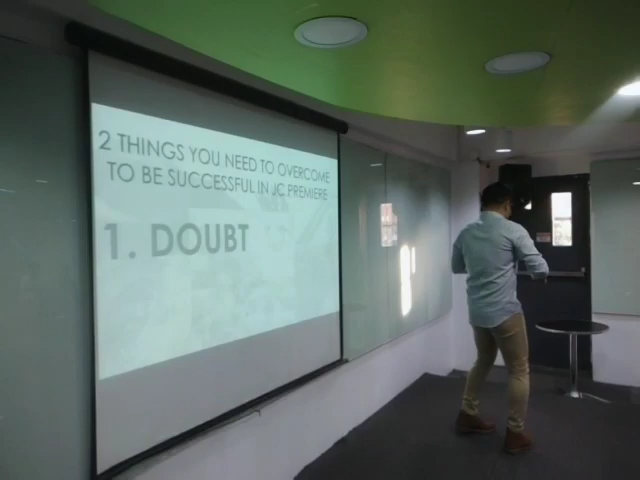 2 THINGS YOU NEED TO OVERCOME
TO BE SUCCESSFUL IN JC PREMIERE
1. DOUBT